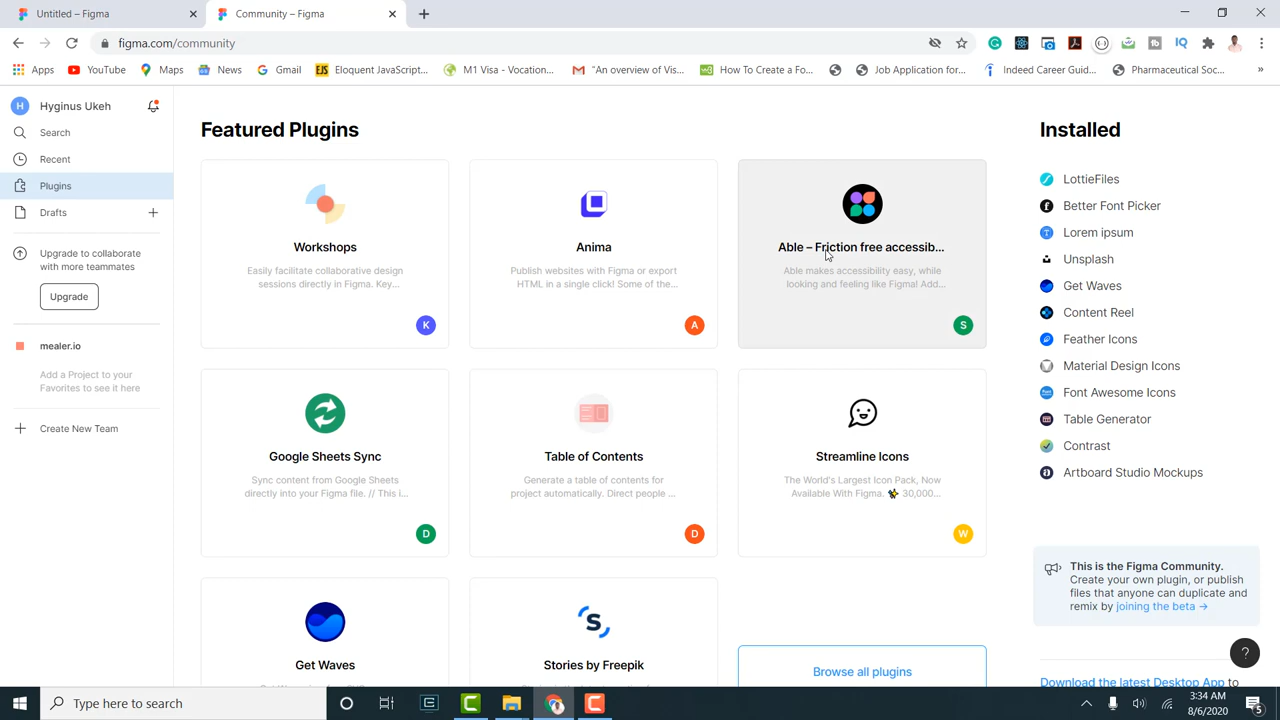 Untitled – Figma
Community – Figma
figma.com/community
Apps
YouTube
Maps
News
Gmail
Eloquent JavaScript...
M1 Visa - Vocation...
"An overview of Vis...
How To Create a Fo...
Job Application for...
Indeed Career Guid...
Pharmaceutical Soc...
»
H
Hyginus Ukeh
Search
Recent
Plugins
Drafts
Upgrade to collaborate
with more teammates
Upgrade
mealer.io
Add a Project to your
Favorites to see it here
Create New Team
Featured Plugins
Workshops
Easily facilitate collaborative design
sessions directly in Figma. Key...
K
Anima
Publish websites with Figma or export
HTML in a single click! Some of the...
A
Able – Friction free accessib...
Able makes accessibility easy, while
looking and feeling like Figma! Add...
S
Google Sheets Sync
Sync content from Google Sheets
directly into your Figma file. // This i...
D
Table of Contents
Generate a table of contents for
project automatically. Direct people ...
D
Streamline Icons
The World's Largest Icon Pack, Now
Available With Figma. ✨ 30,000...
W
Get Waves
Stories by Freepik
Browse all plugins
Installed
LottieFiles
Better Font Picker
Lorem ipsum
Unsplash
Get Waves
Content Reel
Feather Icons
Material Design Icons
Font Awesome Icons
Table Generator
Contrast
Artboard Studio Mockups
This is the Figma Community.
Create your own plugin, or publish
files that anyone can duplicate and
remix by joining the beta →
Download the latest Desktop App to
?
Type here to search
3:34 AM
8/6/2020
5